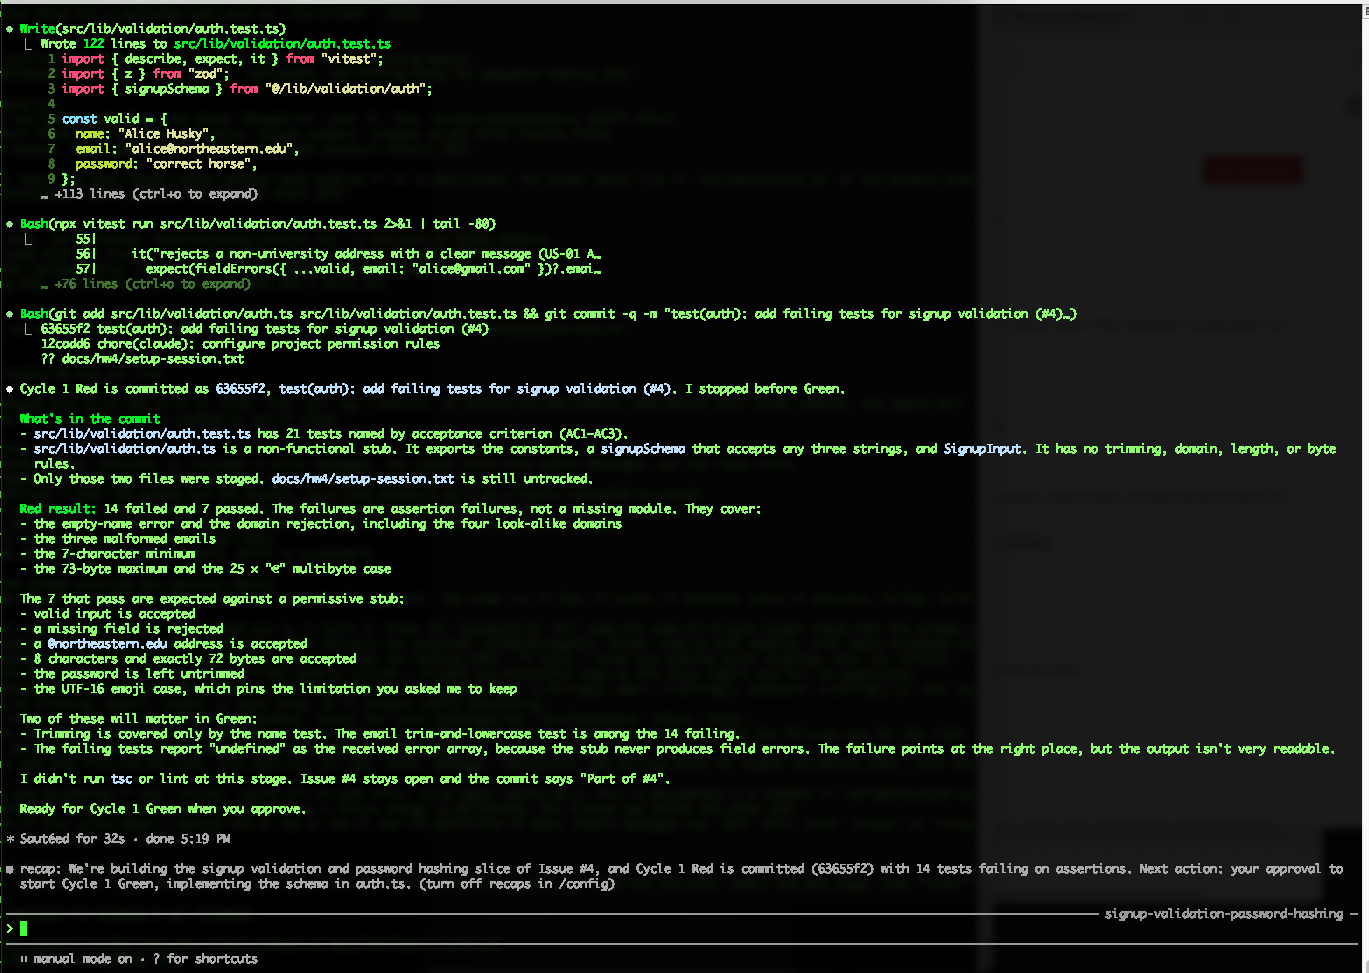 ● Write(src/lib/validation/auth.test.ts)
⎿ Wrote 122 lines to src/lib/validation/auth.test.ts
1 import { describe, expect, it } from "vitest";
2 import { z } from "zod";
3 import { signupSchema } from "@/lib/validation/auth";
4
5 const valid = {
6 name: "Alice Husky",
7 email: "alice@northeastern.edu",
8 password: "correct horse",
9 };
… +113 lines (ctrl+o to expand)
● Bash(npx vitest run src/lib/validation/auth.test.ts 2>&1 | tail -80)
⎿ 55|
56| it("rejects a non-university address with a clear message (US-01 A…
57| expect(fieldErrors({ ...valid, email: "alice@gmail.com" })?.emai…
… +76 lines (ctrl+o to expand)
● Bash(git add src/lib/validation/auth.ts src/lib/validation/auth.test.ts && git commit -q -m "test(auth): add failing tests for signup validation (#4)…)
⎿ 63655f2 test(auth): add failing tests for signup validation (#4)
12cadd6 chore(claude): configure project permission rules
?? docs/hw4/setup-session.txt
● Cycle 1 Red is committed as 63655f2, test(auth): add failing tests for signup validation (#4). I stopped before Green.
What's in the commit
- src/lib/validation/auth.test.ts has 21 tests named by acceptance criterion (AC1–AC3).
- src/lib/validation/auth.ts is a non-functional stub. It exports the constants, a signupSchema that accepts any three strings, and SignupInput. It has no trimming, domain, length, or byte
rules.
- Only those two files were staged. docs/hw4/setup-session.txt is still untracked.
Red result: 14 failed and 7 passed. The failures are assertion failures, not a missing module. They cover:
- the empty-name error and the domain rejection, including the four look-alike domains
- the three malformed emails
- the 7-character minimum
- the 73-byte maximum and the 25 × "€" multibyte case
The 7 that pass are expected against a permissive stub:
- valid input is accepted
- a missing field is rejected
- a @northeastern.edu address is accepted
- 8 characters and exactly 72 bytes are accepted
- the password is left untrimmed
- the UTF-16 emoji case, which pins the limitation you asked me to keep
Two of these will matter in Green:
- Trimming is covered only by the name test. The email trim-and-lowercase test is among the 14 failing.
- The failing tests report "undefined" as the received error array, because the stub never produces field errors. The failure points at the right place, but the output isn't very readable.
I didn't run tsc or lint at this stage. Issue #4 stays open and the commit says "Part of #4".
Ready for Cycle 1 Green when you approve.
* Sautéed for 32s · done 5:19 PM
※ recap: We're building the signup validation and password hashing slice of Issue #4, and Cycle 1 Red is committed (63655f2) with 14 tests failing on assertions. Next action: your approval to
start Cycle 1 Green, implementing the schema in auth.ts. (turn off recaps in /config)
signup-validation-password-hashing
>
⏸ manual mode on · ? for shortcuts